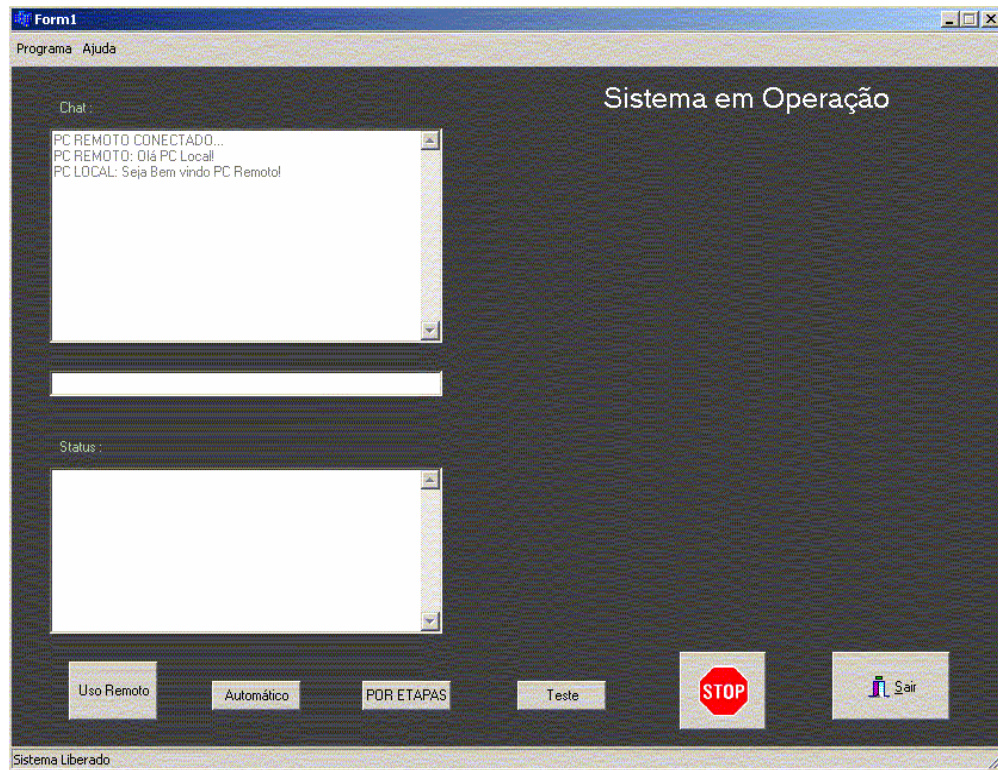 Form1
Programa Ajuda
Sistema em Operação
Chat :
PC REMOTO CONECTADO...
PC REMOTO: Olá PC Local!
PC LOCAL: Seja Bem vindo PC Remoto!
Status :
Uso Remoto
Automático
POR ETAPAS
Teste
STOP
Sair
Sistema Liberado